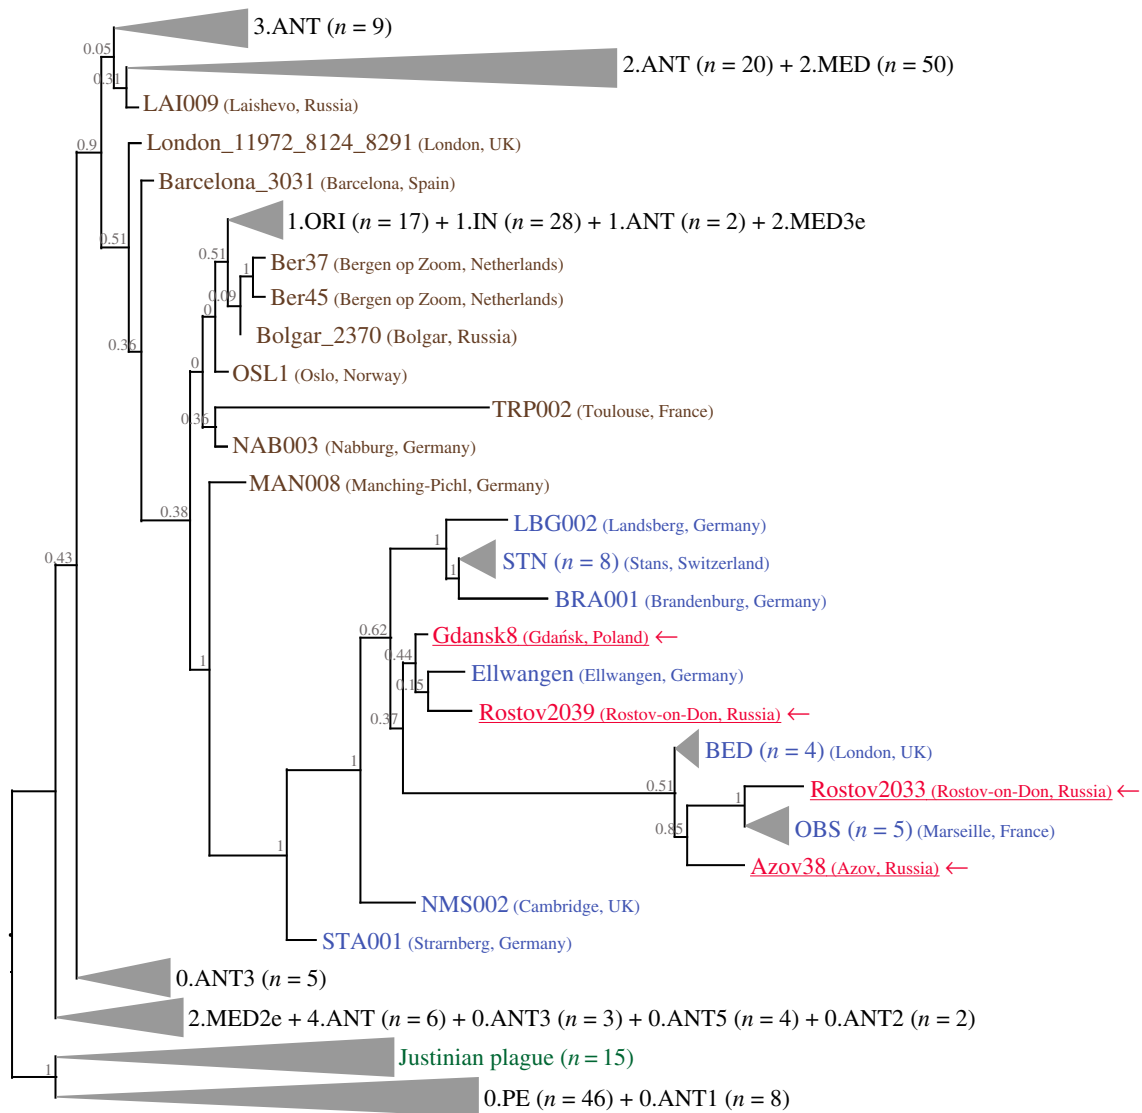 3.ANT (n = 9)
0.05
2.ANT (n = 20) + 2.MED (n = 50)
0.31
LAI009 (Laishevo, Russia)
London_11972_8124_8291 (London, UK)
0.9
Barcelona_3031 (Barcelona, Spain)
1.ORI (n = 17) + 1.IN (n = 28) + 1.ANT (n = 2) + 2.MED3e
0.51
0.51
Ber37 (Bergen op Zoom, Netherlands)
1
Ber45 (Bergen op Zoom, Netherlands)
0.09
0
Bolgar_2370 (Bolgar, Russia)
0.36
0
OSL1 (Oslo, Norway)
TRP002 (Toulouse, France)
0.36
NAB003 (Nabburg, Germany)
MAN008 (Manching-Pichl, Germany)
0.38
LBG002 (Landsberg, Germany)
1
0.43
STN (n = 8) (Stans, Switzerland)
1
BRA001 (Brandenburg, Germany)
0.62
Gdansk8 (Gdańsk, Poland) ←
0.44
1
Ellwangen (Ellwangen, Germany)
0.15
Rostov2039 (Rostov-on-Don, Russia) ←
0.37
BED (n = 4) (London, UK)
1
0.51
Rostov2033 (Rostov-on-Don, Russia) ←
1
OBS (n = 5) (Marseille, France)
0.85
1
Azov38 (Azov, Russia) ←
NMS002 (Cambridge, UK)
STA001 (Strarnberg, Germany)
0.ANT3 (n = 5)
2.MED2e + 4.ANT (n = 6) + 0.ANT3 (n = 3) + 0.ANT5 (n = 4) + 0.ANT2 (n = 2)
Justinian plague (n = 15)
1
0.PE (n = 46) + 0.ANT1 (n = 8)